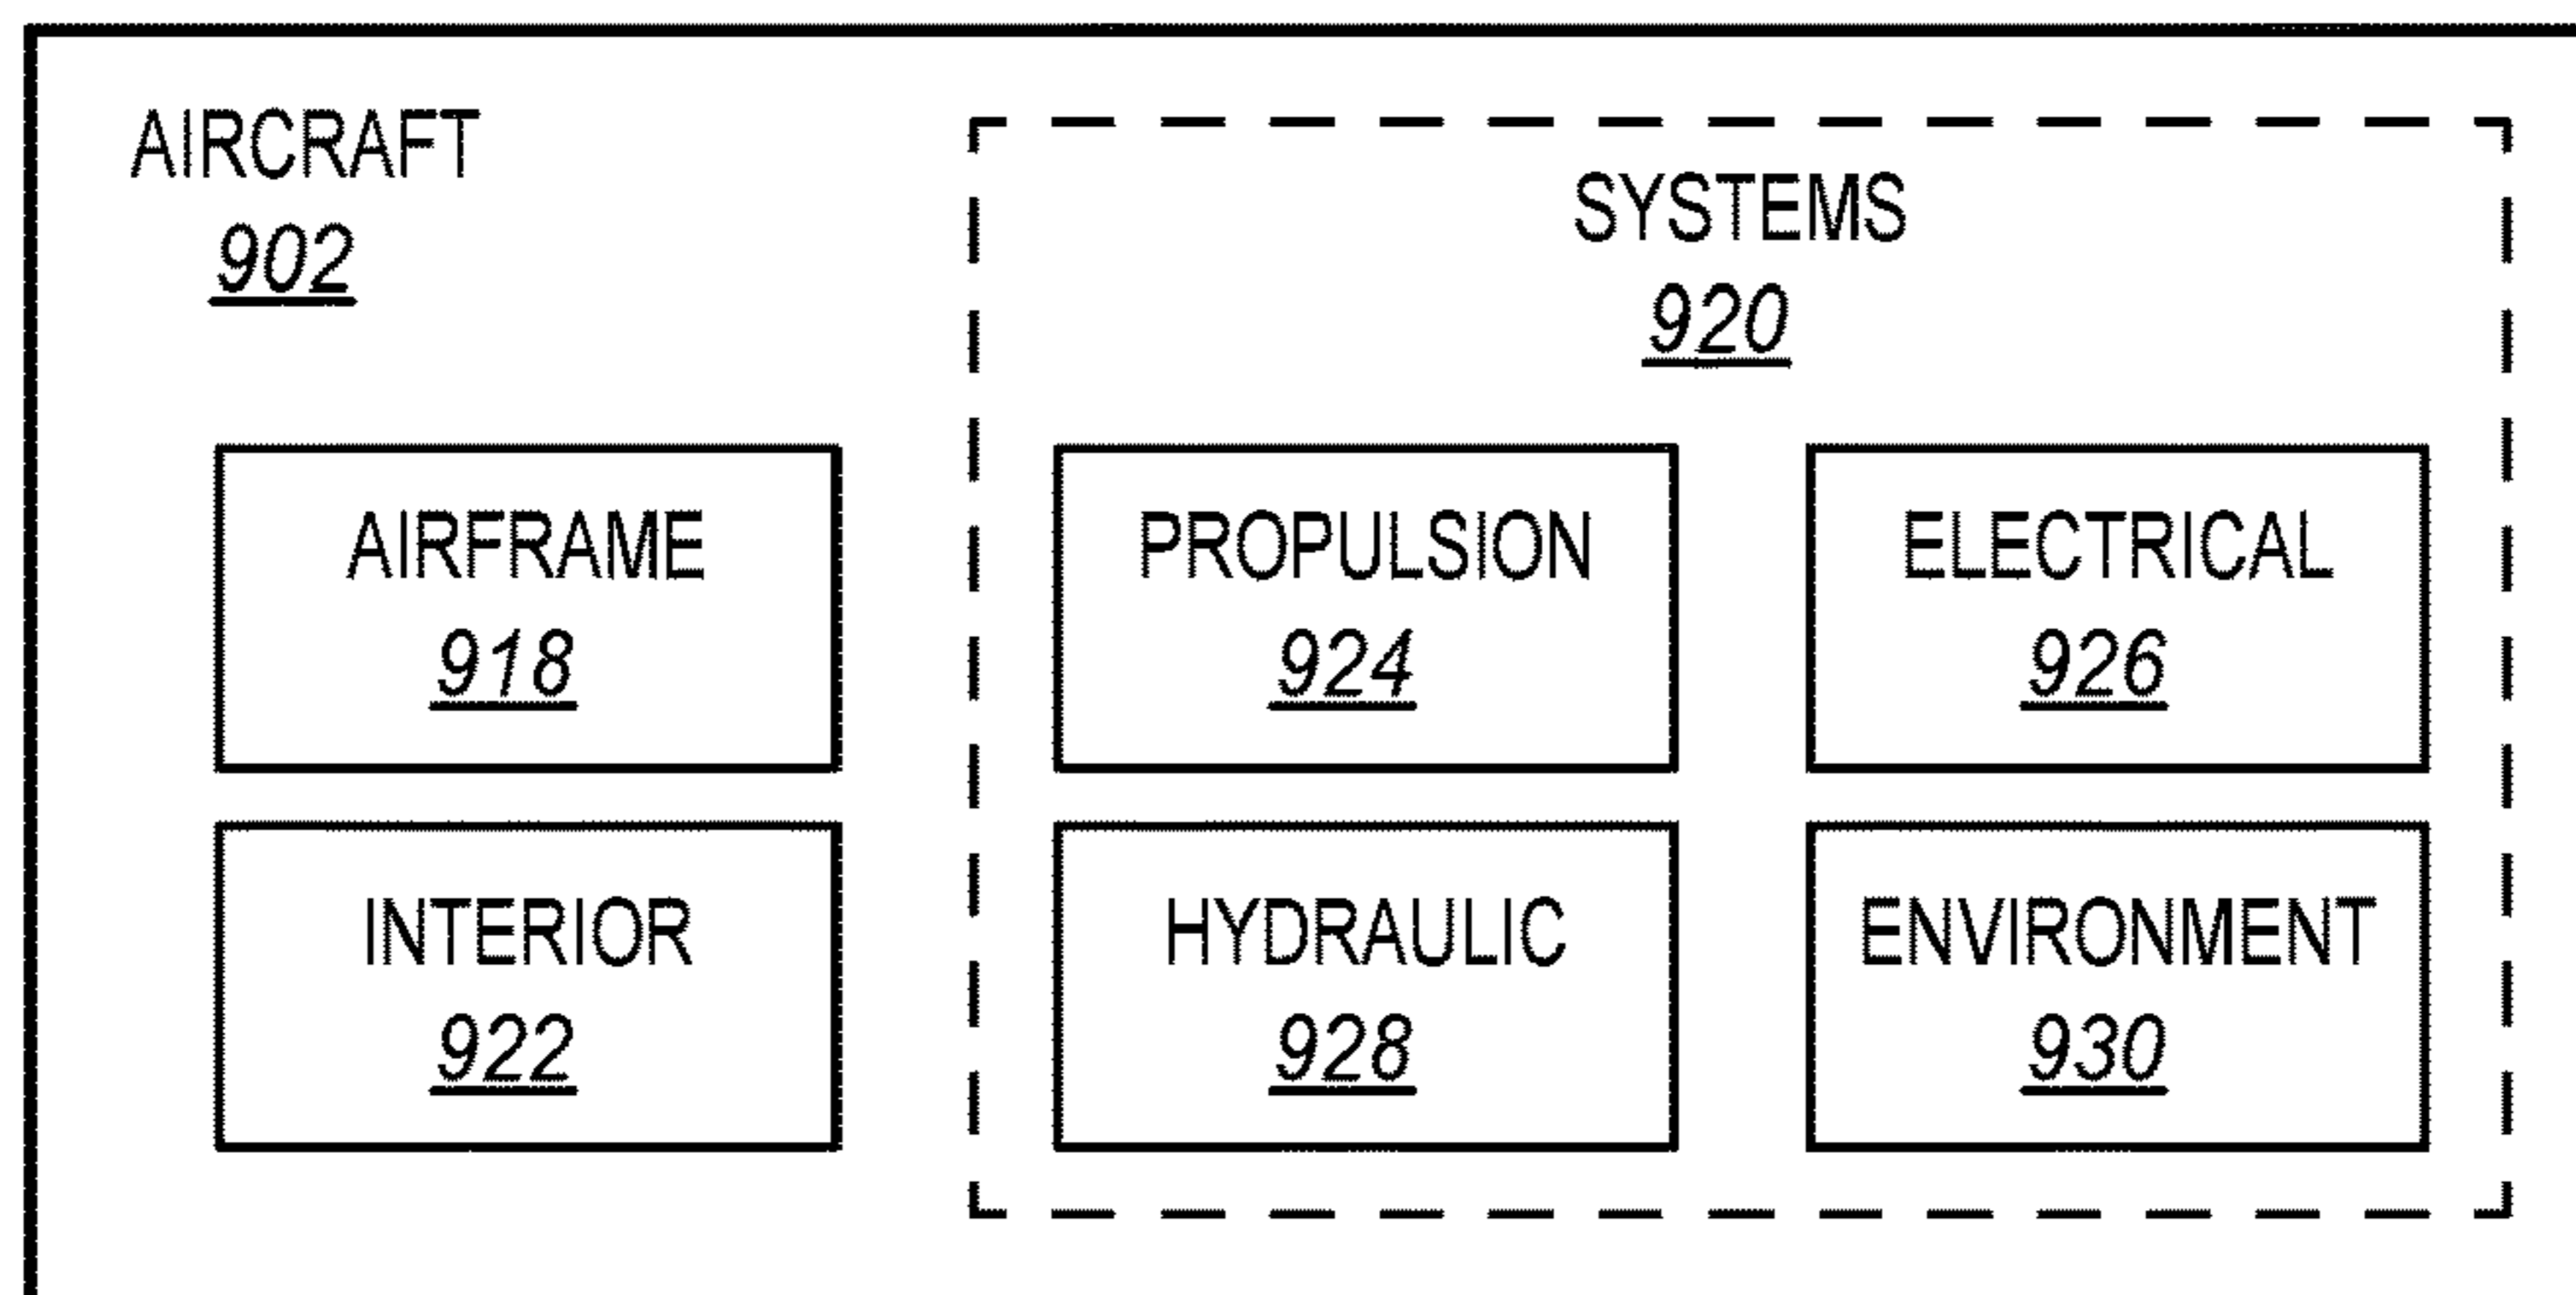 AIRCRAFT
902
SYSTEMS
920
AIRFRAME
918
PROPULSION
924
ELECTRICAL
926
INTERIOR
922
HYDRAULIC
928
ENVIRONMENT
930